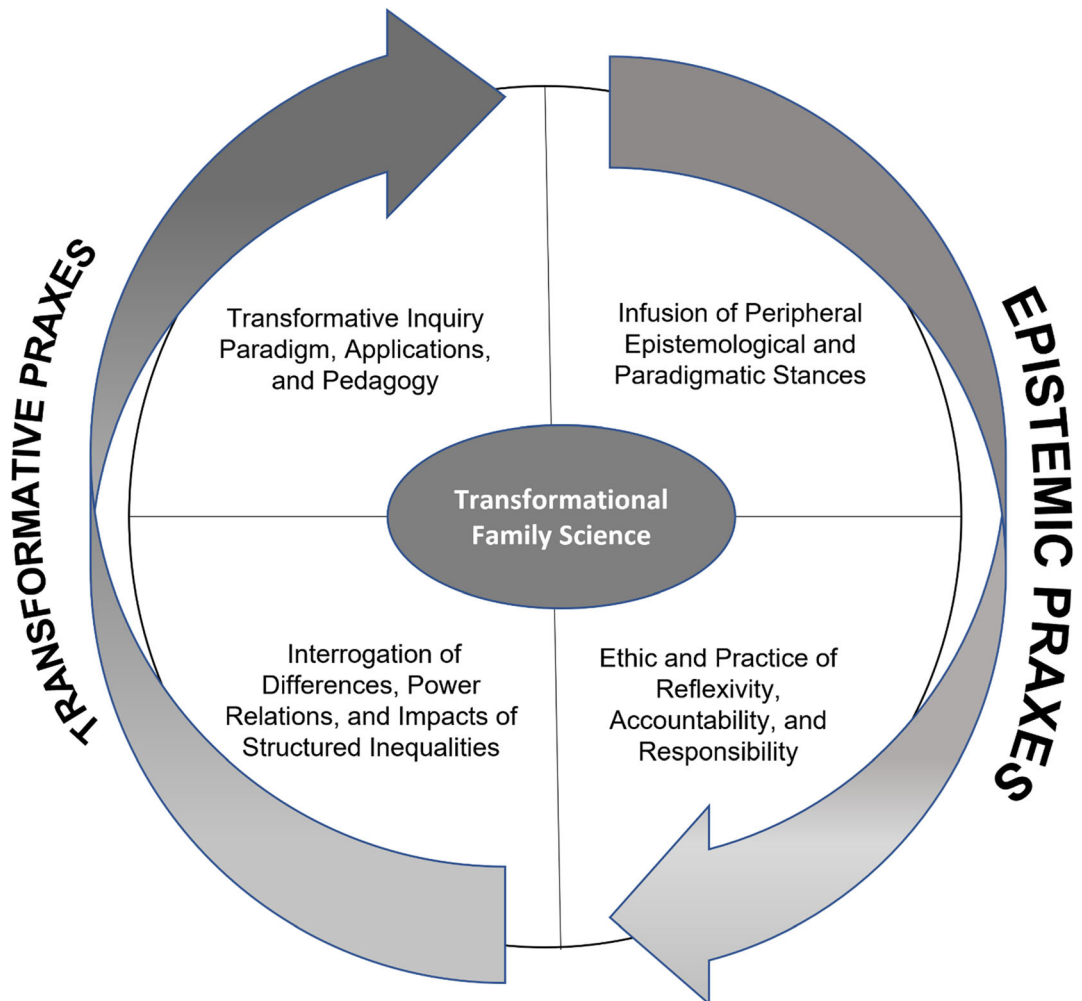 TRANSFORMATIVE PRAXES
EPISTEMIC PRAXES
Transformative Inquiry
Paradigm, Applications,
and Pedagogy
Infusion of Peripheral
Epistemological and
Paradigmatic Stances
Transformational
Family Science
Interrogation of
Differences, Power
Relations, and Impacts of
Structured Inequalities
Ethic and Practice of
Reflexivity,
Accountability, and
Responsibility